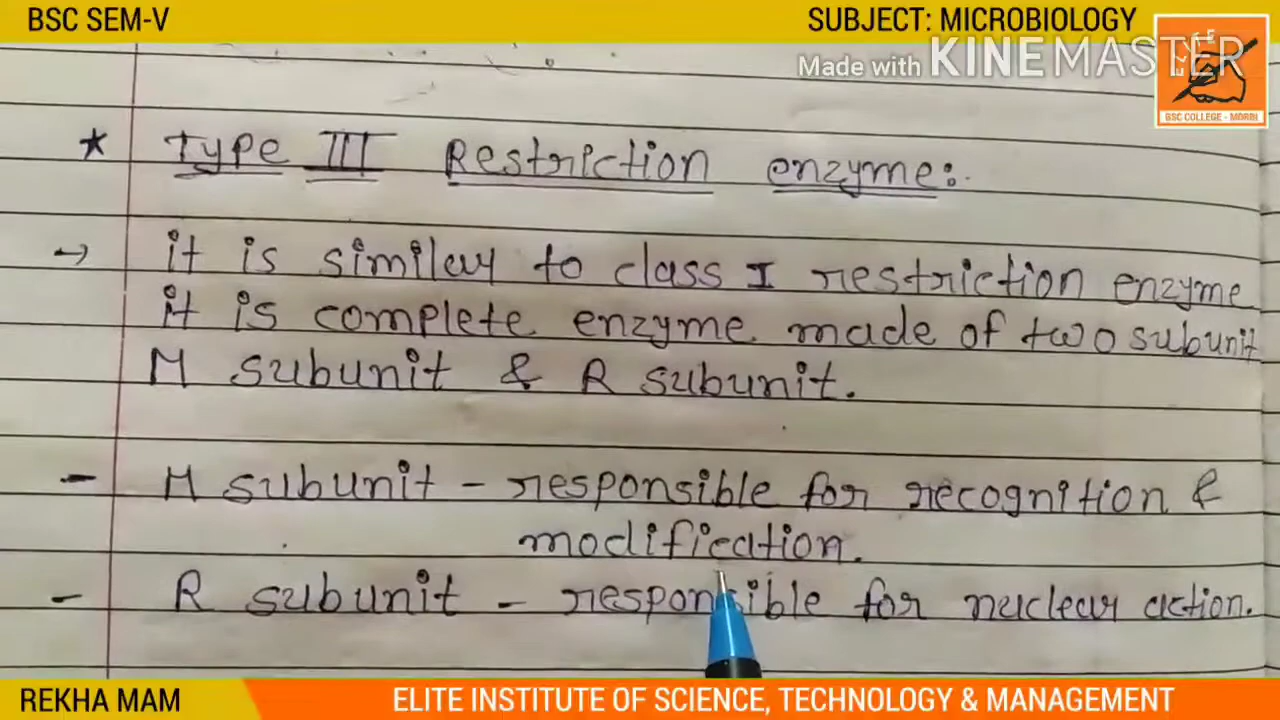 BSC SEM-V
SUBJECT: MICROBIOLOGY
Made with KINEMASTER
ELITE
BSC COLLEGE - MORBI
★ Type III Restriction enzyme:
→ it is similar to class I restriction enzyme
it is complete enzyme made of two subunit
M subunit & R subunit.
- M subunit - responsible for recognition &
modification.
- R subunit - responsible for nuclear action.
REKHA MAM
ELITE INSTITUTE OF SCIENCE, TECHNOLOGY & MANAGEMENT